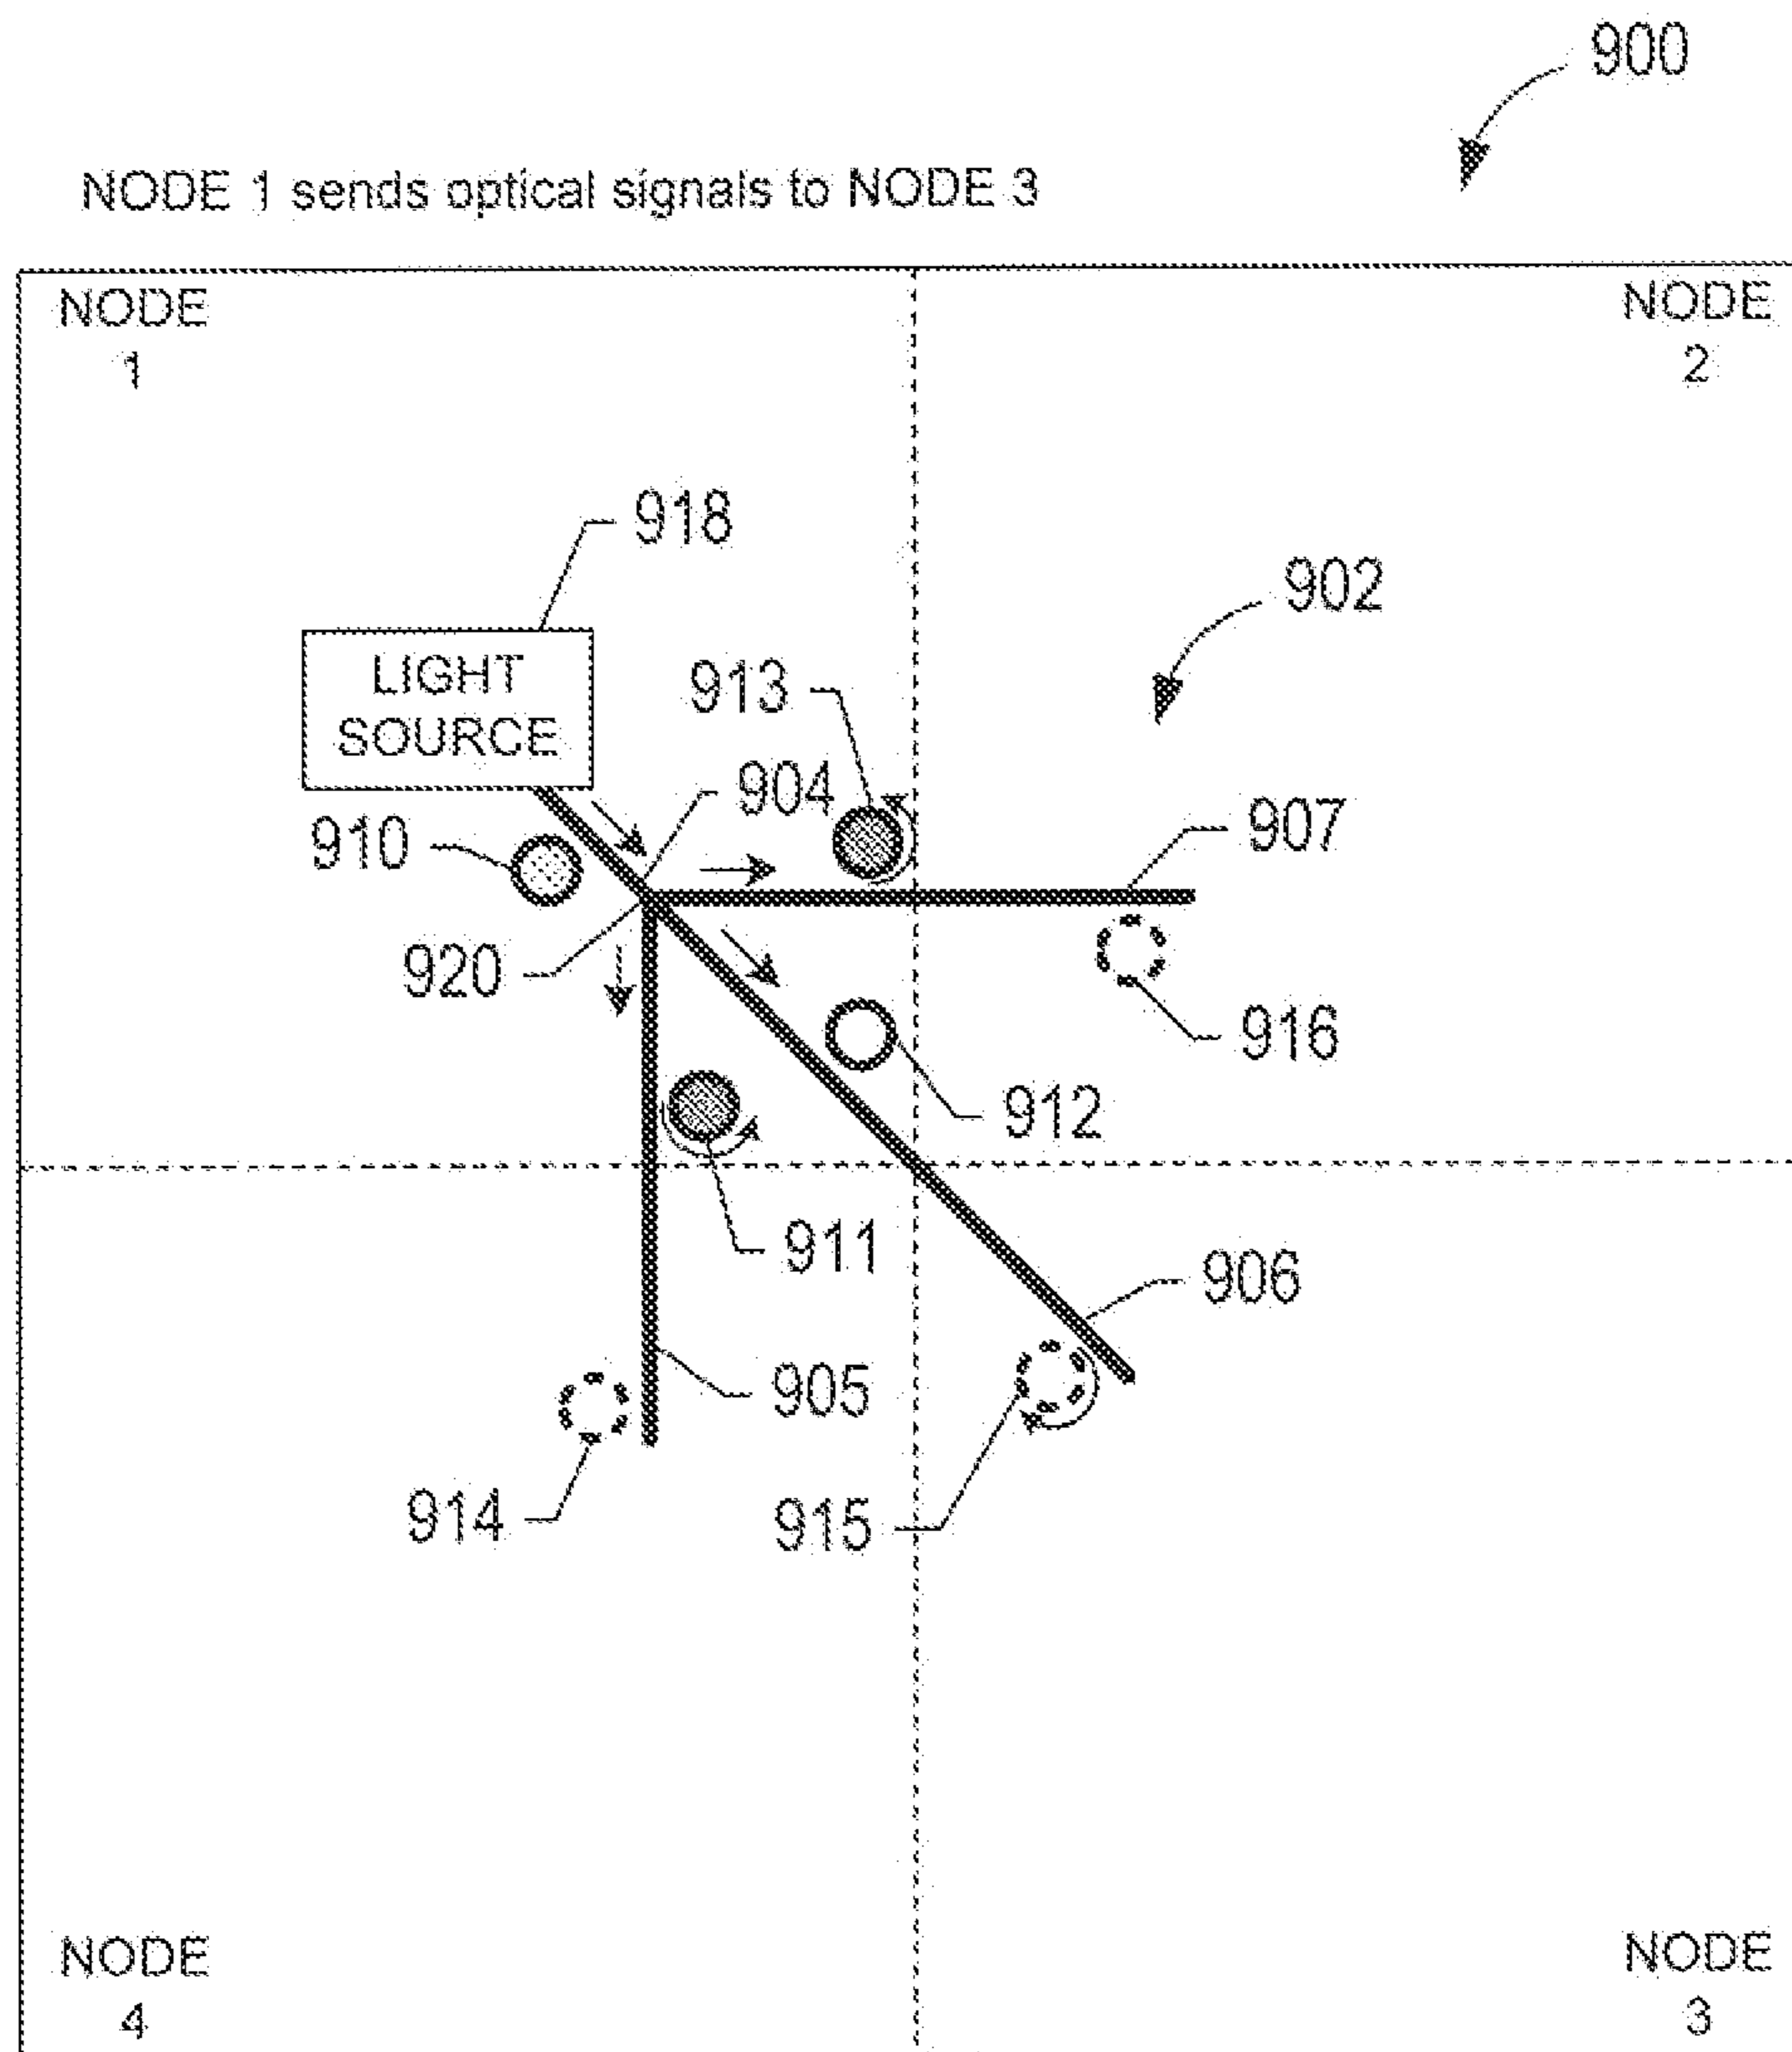 900
NODE 1 sends optical signals to NODE 3
NODE
1
NODE
2
918
902
LIGHT
SOURCE
913
904
907
910
920
916
912
911
906
905
914
915
NODE
4
NODE
3